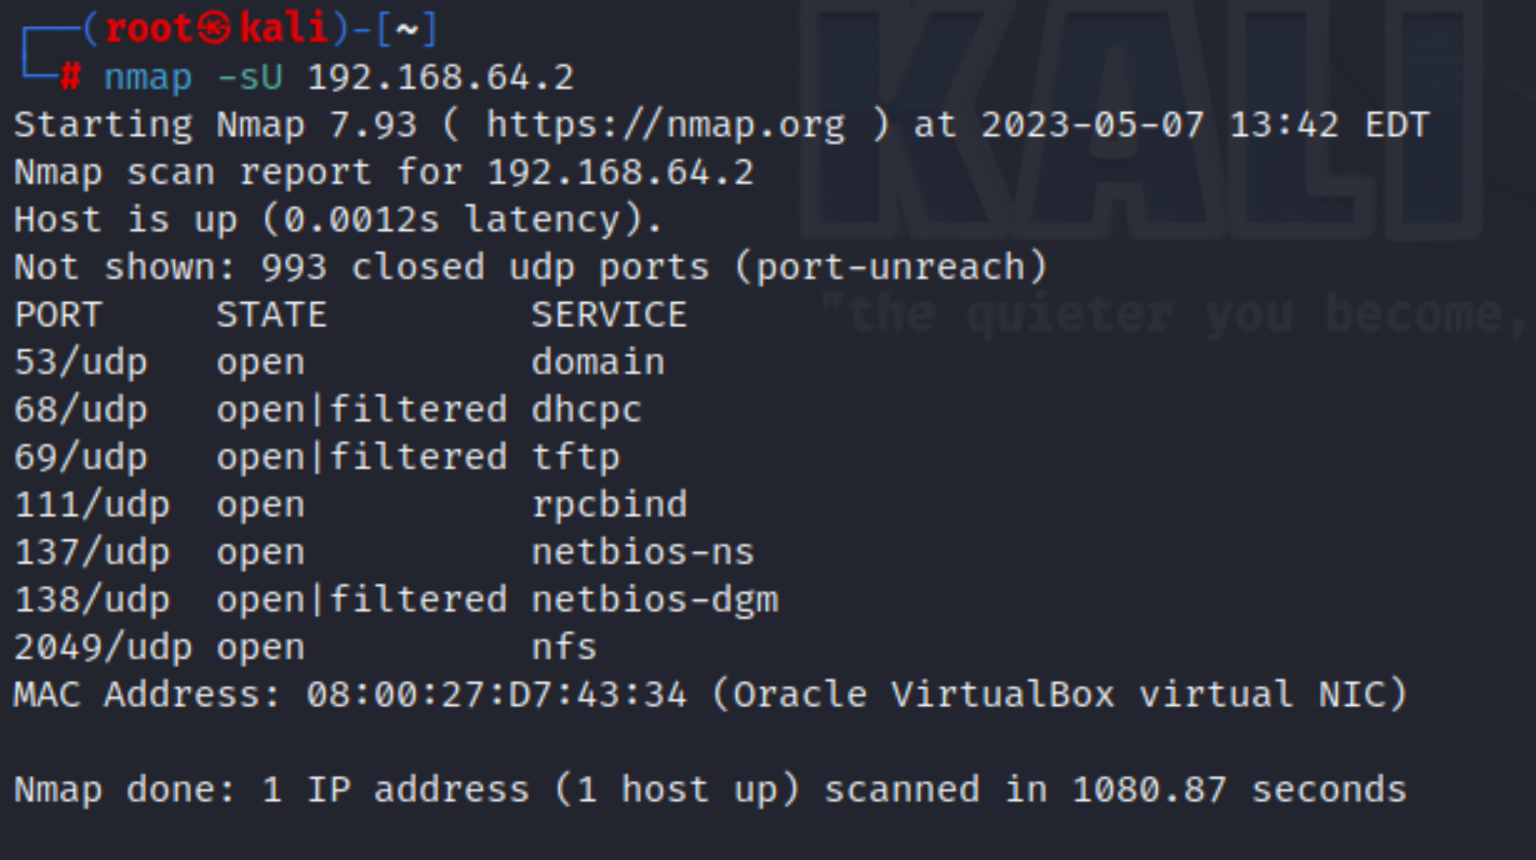 ┌──(root㉿kali)-[~]
└─# nmap -sU 192.168.64.2
Starting Nmap 7.93 ( https://nmap.org ) at 2023-05-07 13:42 EDT
Nmap scan report for 192.168.64.2
Host is up (0.0012s latency).
Not shown: 993 closed udp ports (port-unreach)
PORT     STATE         SERVICE
53/udp   open          domain
68/udp   open|filtered dhcpc
69/udp   open|filtered tftp
111/udp  open          rpcbind
137/udp  open          netbios-ns
138/udp  open|filtered netbios-dgm
2049/udp open          nfs
MAC Address: 08:00:27:D7:43:34 (Oracle VirtualBox virtual NIC)
Nmap done: 1 IP address (1 host up) scanned in 1080.87 seconds
KALI
"the quieter you become,